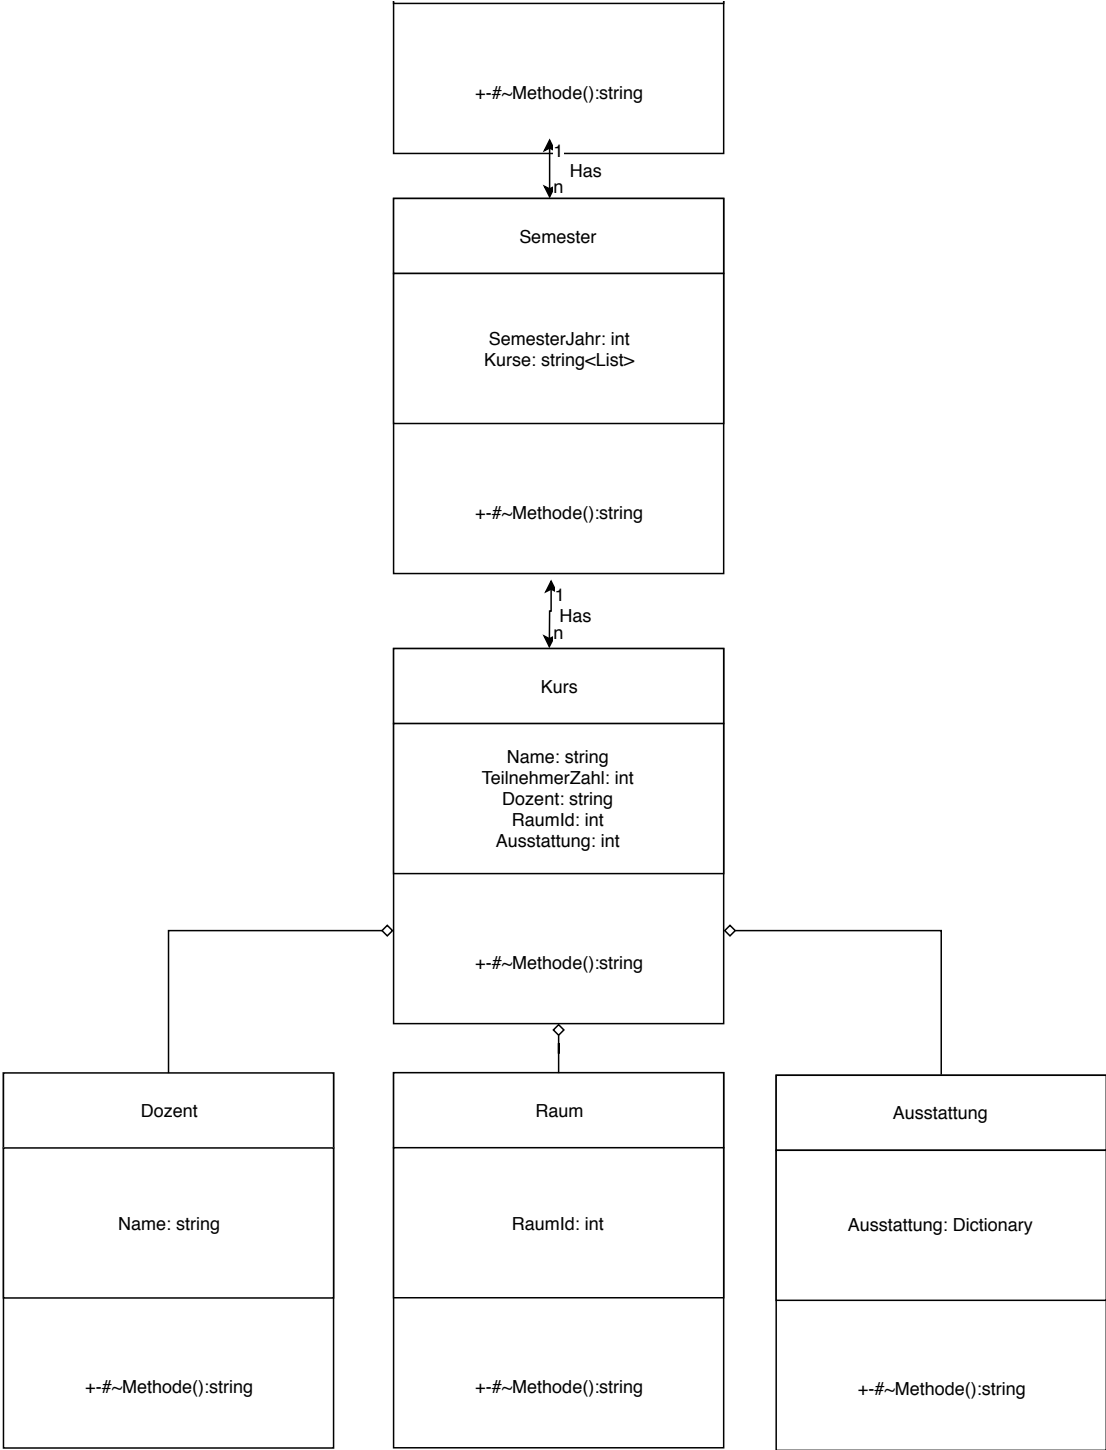 +-#~Methode():string
1
Has
n
Semester
SemesterJahr: int
Kurse: string<List>
+-#~Methode():string
1
Has
n
Kurs
Name: string
TeilnehmerZahl: int
Dozent: string
RaumId: int
Ausstattung: int
+-#~Methode():string
Dozent
Raum
Ausstattung
Name: string
RaumId: int
Ausstattung: Dictionary
+-#~Methode():string
+-#~Methode():string
+-#~Methode():string